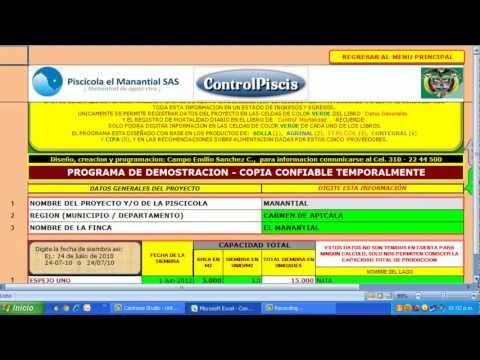 REGRESAR AL MENU PRINCIPAL
Piscícola el Manantial SAS
¡ Manantial de agua viva !
ControlPiscis
TODA ESTA INFORMACION EN UN ESTADO DE INGRESOS Y EGRESOS.
UNICAMENTE SE PERMITE REGISTRAR DATOS DEL PROYECTO EN LAS CELDAS DE COLOR VERDE DEL LIBRO Datos Generales
Y EL REGISTRO DE MORTALIDAD DIARIO EN EL LIBRO DE Control Mortalidad. RECUERDE:
SOLO PODRA DIGITAR INFORMACION EN LAS CELDAS DE COLOR VERDE DE CADA UNO DE LOS LIBROS.
EL PROGRAMA ESTA DISEÑADO CON BASE EN LOS PRODUCTOS DE: SOLLA (1), AGRINAL (2), ITALCOL (3), CONTEGRAL (4)
Y CIPA (5), Y EN LAS RECOMENDACIONES SUBRE ALIMENTACION DADAS POR ESTOS CINCO PROVEEDORES.
Diseño, creacion y programacion: Campo Emilio Sanchez C., para informacion comunicarse al Cel. 310 - 22 44 500
PROGRAMA DE DEMOSTRACION - COPIA CONFIABLE TEMPORALMENTE
DATOS GENERALES DEL PROYECTO
DIGITE ESTA INFORMACIÓN
1 NOMBRE DEL PROYECTO Y/O DE LA PISCICOLA MANANTIAL
2 REGION (MUNICIPIO / DEPARTAMENTO) CARMEN DE APICALA
3 NOMBRE DE LA FINCA EL MANANTIAL
Digite la fecha de siembra así:
Ej.: 24 de Julio de 2010
24-07-10 ó 24/07/10
CAPACIDAD TOTAL
FECHA DE LA SIEMBRA
AREA EN M2
SIEMBRA EN UNID/M2
TOTAL SIEMBRA EN UNIDADES
ESTOS DATOS NO SON TENIDOS EN CUENTA PARA NINGUN CALCULO, SOLO NOS PERMITEN CONOCER LA CAPACIDAD TOTAL DE PRODUCCION
NOMBRE DEL LAGO
1 ESPEJO UNO 1-Jun-2012 5.000 3,0 15.000 NATA
Inicio
Microsoft Excel - Con...
Recording...